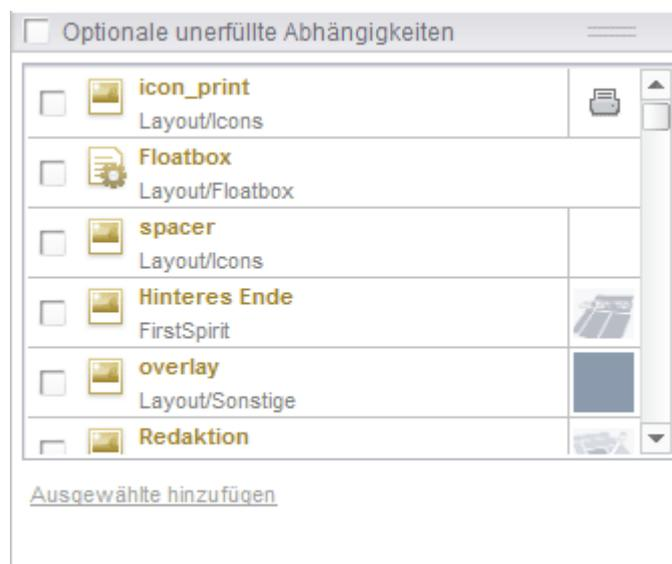 Optionale unerfüllte Abhängigkeiten
icon_print
Layout/Icons
Floatbox
Layout/Floatbox
spacer
Layout/Icons
Hinteres Ende
FirstSpirit
overlay
Layout/Sonstige
Redaktion
Ausgewählte hinzufügen